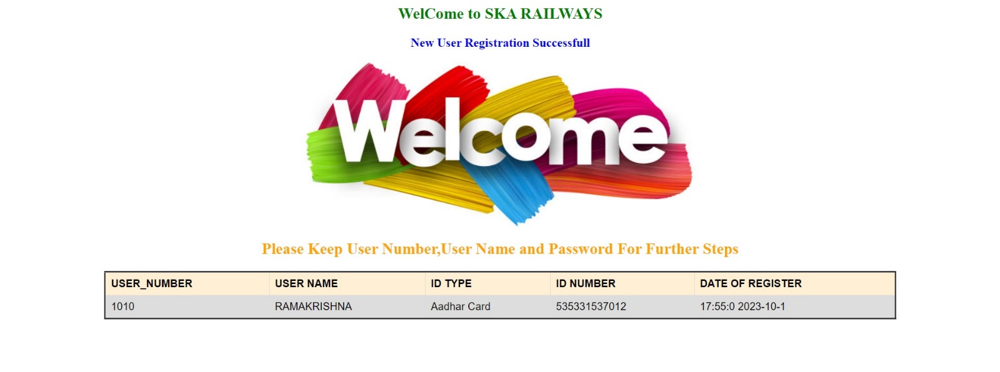 WelCome to SKA RAILWAYS
New User Registration Successfull
Welcome
Please Keep User Number,User Name and Password For Further Steps
USER_NUMBER USER NAME ID TYPE ID NUMBER DATE OF REGISTER
1010 RAMAKRISHNA Aadhar Card 535331537012 17:55:0 2023-10-1